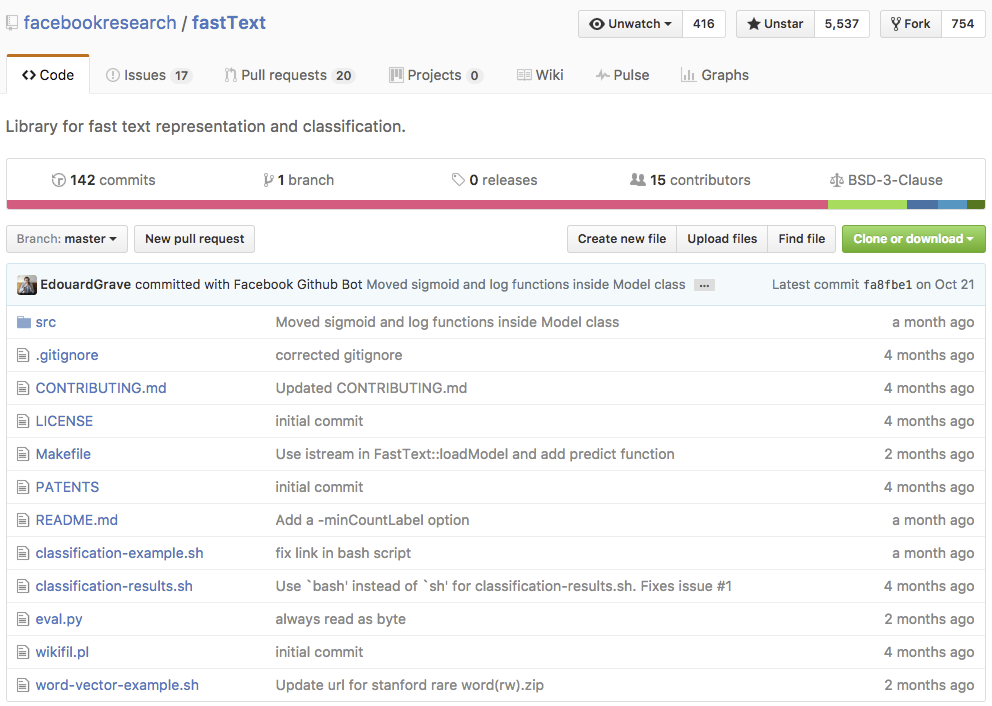 facebookresearch / fastText Unwatch 416 Unstar 5,537 Fork 754
Code Issues 17 Pull requests 20 Projects 0 Wiki Pulse Graphs
Library for fast text representation and classification.
142 commits 1 branch 0 releases 15 contributors BSD-3-Clause
Branch: master New pull request Create new file Upload files Find file Clone or download
EdouardGrave committed with Facebook Github Bot Moved sigmoid and log functions inside Model class ... Latest commit fa8fbe1 on Oct 21
src Moved sigmoid and log functions inside Model class a month ago
.gitignore corrected gitignore 4 months ago
CONTRIBUTING.md Updated CONTRIBUTING.md 4 months ago
LICENSE initial commit 4 months ago
Makefile Use istream in FastText::loadModel and add predict function 2 months ago
PATENTS initial commit 4 months ago
README.md Add a -minCountLabel option a month ago
classification-example.sh fix link in bash script a month ago
classification-results.sh Use `bash' instead of `sh' for classification-results.sh. Fixes issue #1 4 months ago
eval.py always read as byte 2 months ago
wikifil.pl initial commit 4 months ago
word-vector-example.sh Update url for stanford rare word(rw).zip 2 months ago